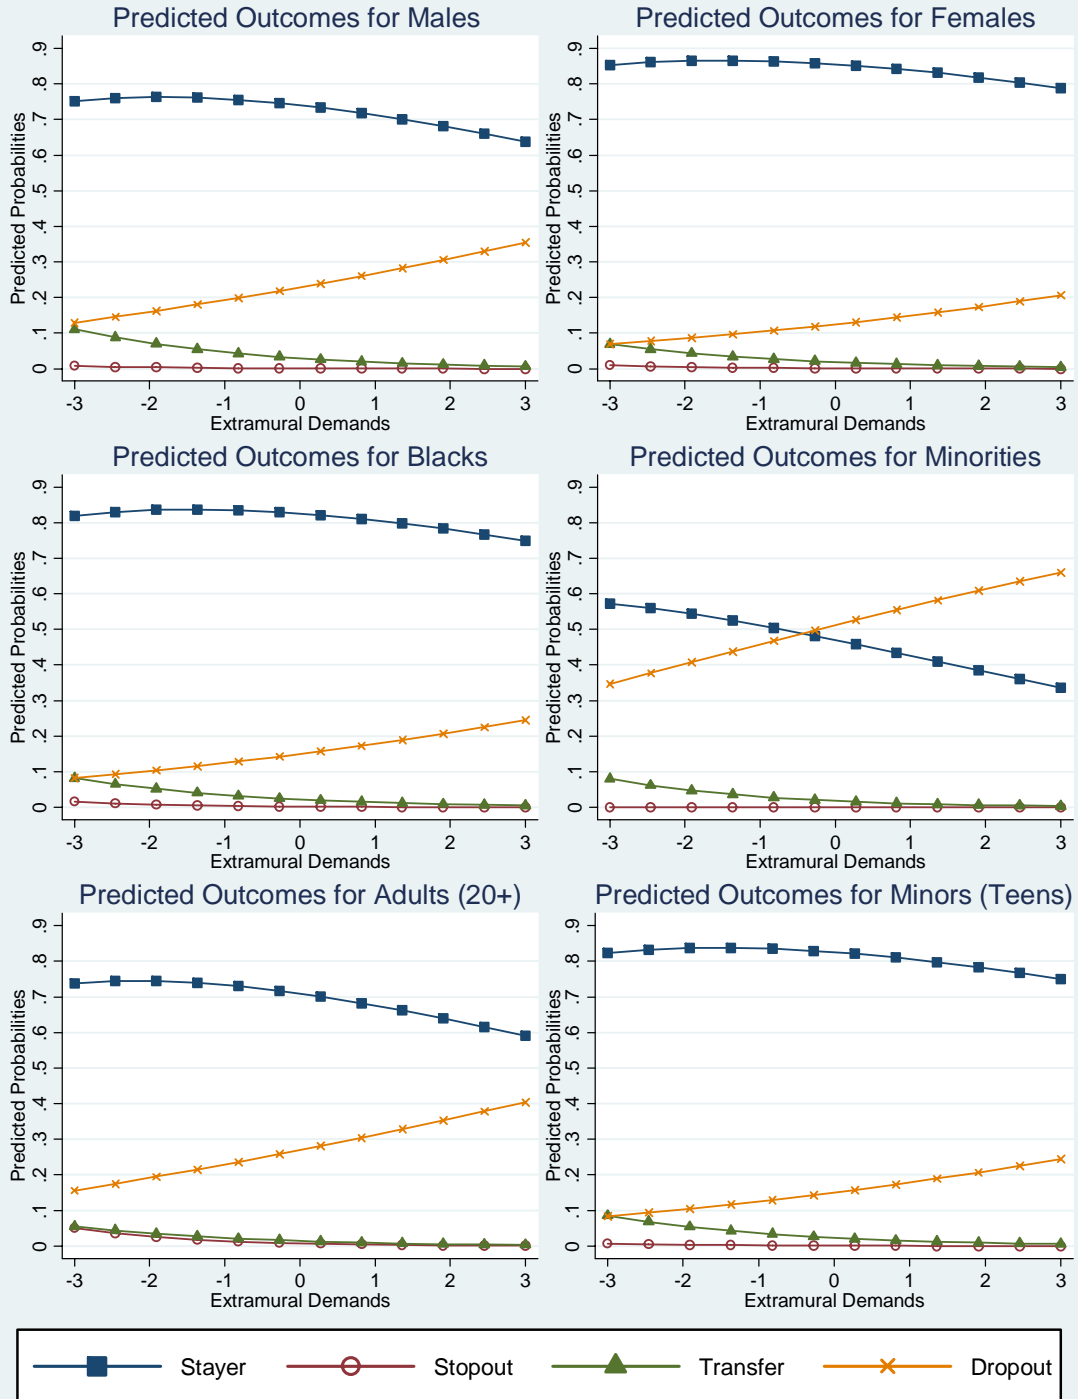 Predicted Outcomes for Males
Predicted Probabilities
.9
.8
.7
.6
.5
.4
.3
.2
.1
0
-3 -2 -1 0 1 2 3
Extramural Demands
Predicted Outcomes for Females
Predicted Probabilities
.9
.8
.7
.6
.5
.4
.3
.2
.1
0
-3 -2 -1 0 1 2 3
Extramural Demands
Predicted Outcomes for Blacks
Predicted Probabilities
.9
.8
.7
.6
.5
.4
.3
.2
.1
0
-3 -2 -1 0 1 2 3
Extramural Demands
Predicted Outcomes for Minorities
Predicted Probabilities
.9
.8
.7
.6
.5
.4
.3
.2
.1
0
-3 -2 -1 0 1 2 3
Extramural Demands
Predicted Outcomes for Adults (20+)
Predicted Probabilities
.9
.8
.7
.6
.5
.4
.3
.2
.1
0
-3 -2 -1 0 1 2 3
Extramural Demands
Predicted Outcomes for Minors (Teens)
Predicted Probabilities
.9
.8
.7
.6
.5
.4
.3
.2
.1
0
-3 -2 -1 0 1 2 3
Extramural Demands
Stayer Stopout Transfer Dropout